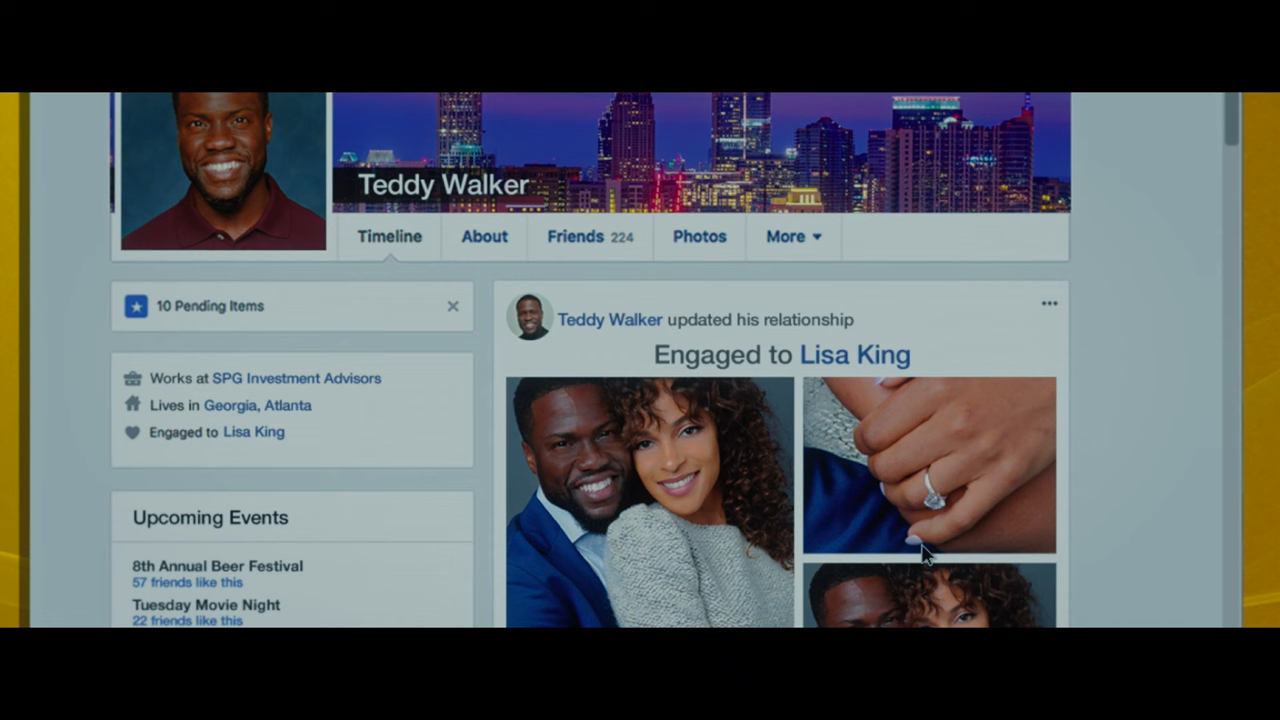 Teddy Walker
Timeline About Friends 224 Photos More
10 Pending Items
Teddy Walker updated his relationship
Engaged to Lisa King
Works at SPG Investment Advisors
Lives in Georgia, Atlanta
Engaged to Lisa King
Upcoming Events
8th Annual Beer Festival
57 friends like this
Tuesday Movie Night
22 friends like this